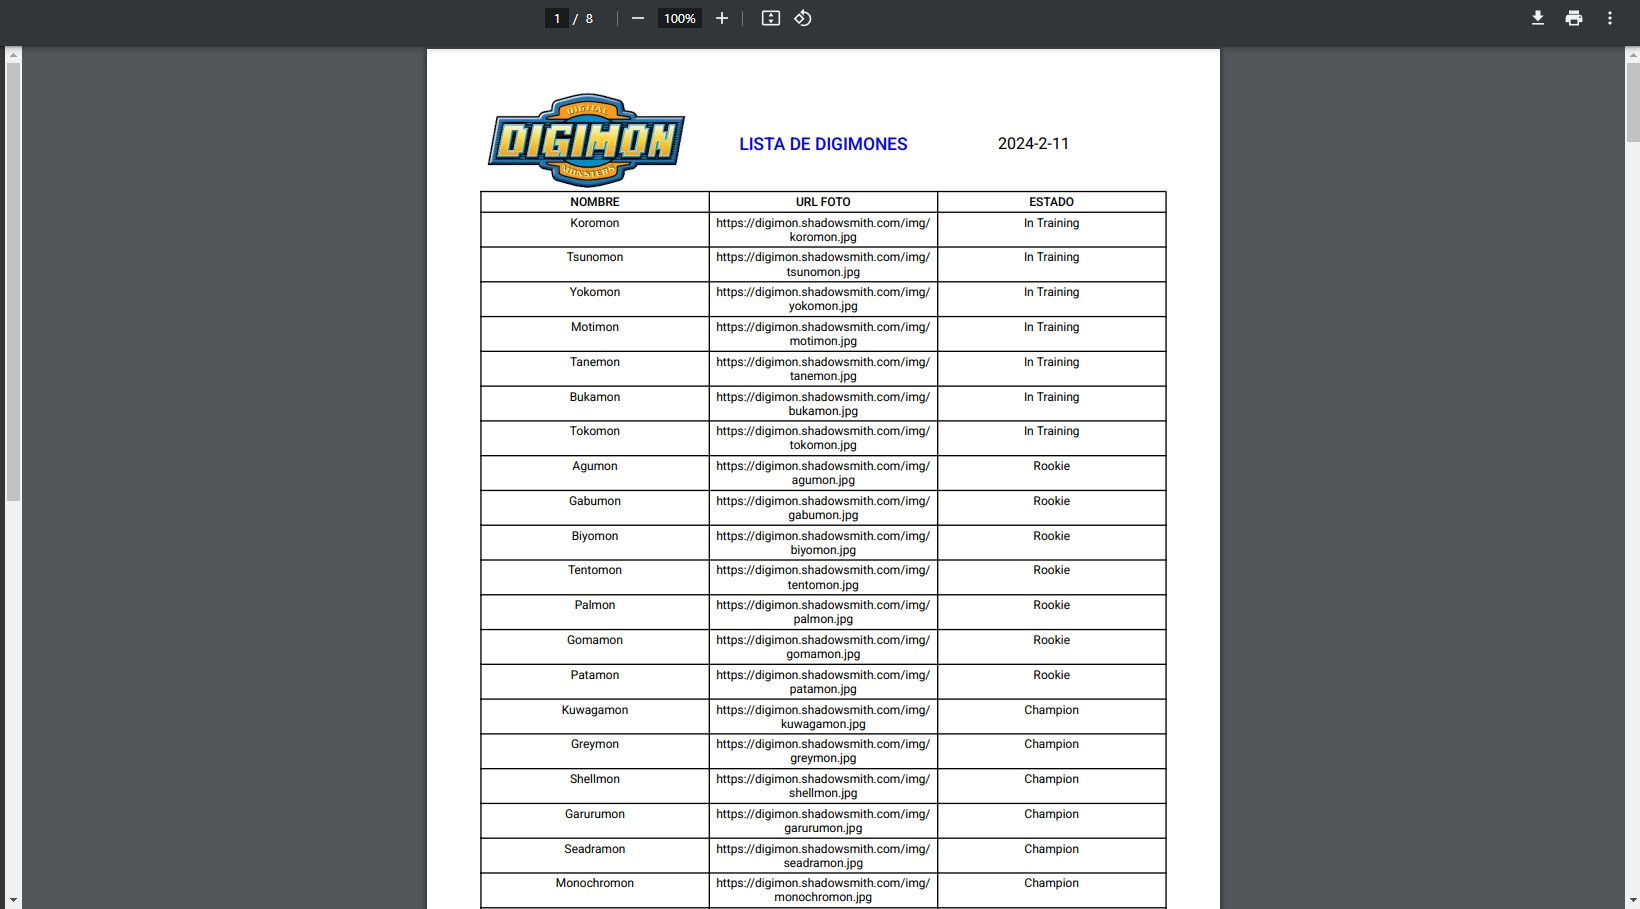 1 / 8
100%
DIGITAL
DIGIMON
MONSTERS
LISTA DE DIGIMONES
2024-2-11
NOMBRE URL FOTO ESTADO
Koromon https://digimon.shadowsmith.com/img/ In Training
koromon.jpg
Tsunomon https://digimon.shadowsmith.com/img/ In Training
tsunomon.jpg
Yokomon https://digimon.shadowsmith.com/img/ In Training
yokomon.jpg
Motimon https://digimon.shadowsmith.com/img/ In Training
motimon.jpg
Tanemon https://digimon.shadowsmith.com/img/ In Training
tanemon.jpg
Bukamon https://digimon.shadowsmith.com/img/ In Training
bukamon.jpg
Tokomon https://digimon.shadowsmith.com/img/ In Training
tokomon.jpg
Agumon https://digimon.shadowsmith.com/img/ Rookie
agumon.jpg
Gabumon https://digimon.shadowsmith.com/img/ Rookie
gabumon.jpg
Biyomon https://digimon.shadowsmith.com/img/ Rookie
biyomon.jpg
Tentomon https://digimon.shadowsmith.com/img/ Rookie
tentomon.jpg
Palmon https://digimon.shadowsmith.com/img/ Rookie
palmon.jpg
Gomamon https://digimon.shadowsmith.com/img/ Rookie
gomamon.jpg
Patamon https://digimon.shadowsmith.com/img/ Rookie
patamon.jpg
Kuwagamon https://digimon.shadowsmith.com/img/ Champion
kuwagamon.jpg
Greymon https://digimon.shadowsmith.com/img/ Champion
greymon.jpg
Shellmon https://digimon.shadowsmith.com/img/ Champion
shellmon.jpg
Garurumon https://digimon.shadowsmith.com/img/ Champion
garurumon.jpg
Seadramon https://digimon.shadowsmith.com/img/ Champion
seadramon.jpg
Monochromon https://digimon.shadowsmith.com/img/ Champion
monochromon.jpg